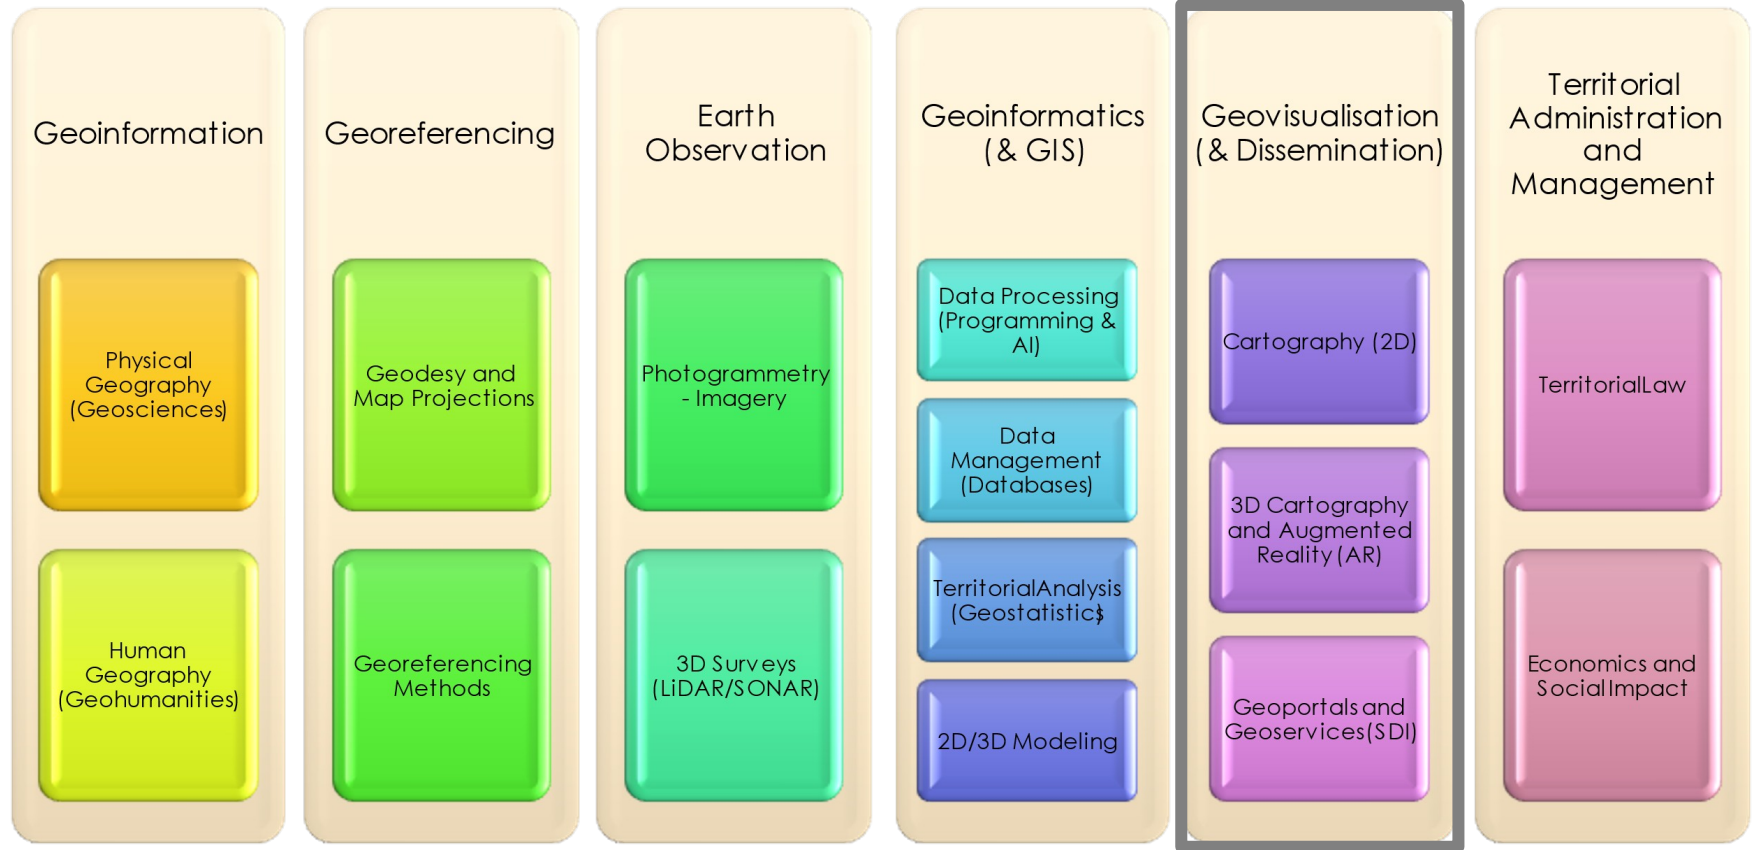 Geoinformation
Physical
Geography
(Geosciences)
Human
Geography
(Geohumanities)
Georeferencing
Geodesy and
Map Projections
Georeferencing
Methods
Earth
Observation
Photogrammetry
- Imagery
3D Surveys
(LiDAR/SONAR)
Geoinformatics
(& GIS)
Data Processing
(Programming &
AI)
Data
Management
(Databases)
TerritorialAnalysis
(Geostatistics)
2D/3D Modeling
Geovisualisation
(& Dissemination)
Cartography (2D)
3D Cartography
and Augmented
Reality (AR)
Geoportals and
Geoservices(SDI)
Territorial
Administration
and
Management
TerritorialLaw
Economics and
Social Impact